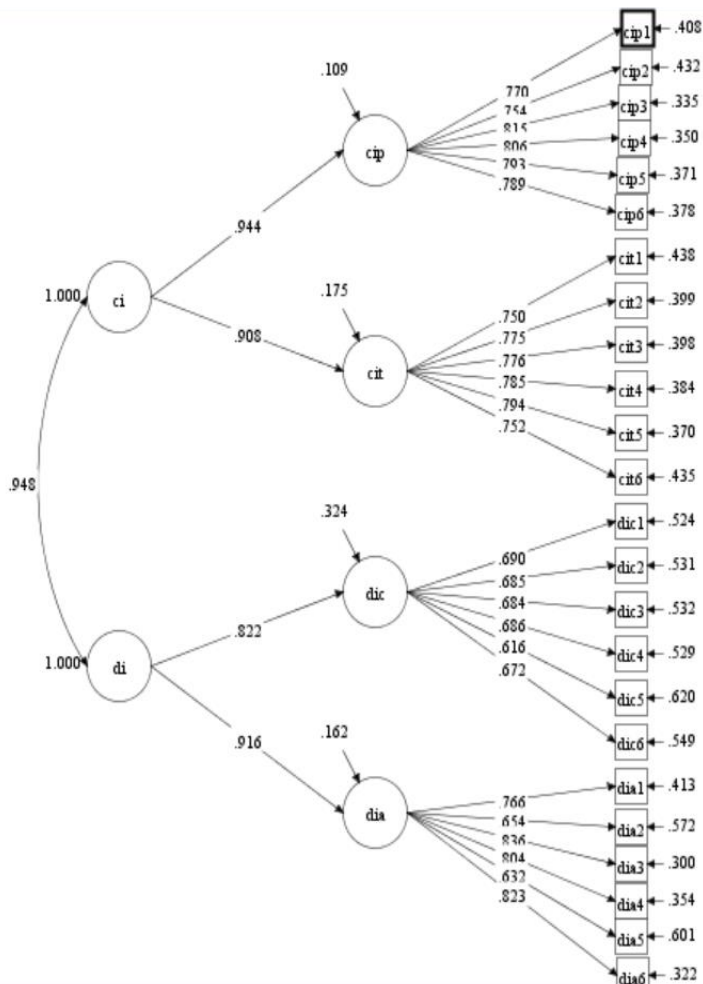 cip1 .408
.109
cip2 .432
.770
cip3 .335
.754
.815
cip4 .350
cip
.806
.793
cip5 .371
.789
cip6 .378
.944
cit1 .438
.175
1.000
ci
cit2 .399
.750
.908
.775
cit3 .398
.776
cit
.785
cit4 .384
.794
.752
cit5 .370
cit6 .435
.948
.324
dic1 .524
.690
dic2 .531
.685
dic
.684
dic3 .532
.822
.686
.616
dic4 .529
1.000
di
.672
dic5 .620
.916
.162
dic6 .549
dia1 .413
.766
dia
.654
dia2 .572
.836
.804
dia3 .300
.632
.823
dia4 .354
dia5 .601
dia6 .322